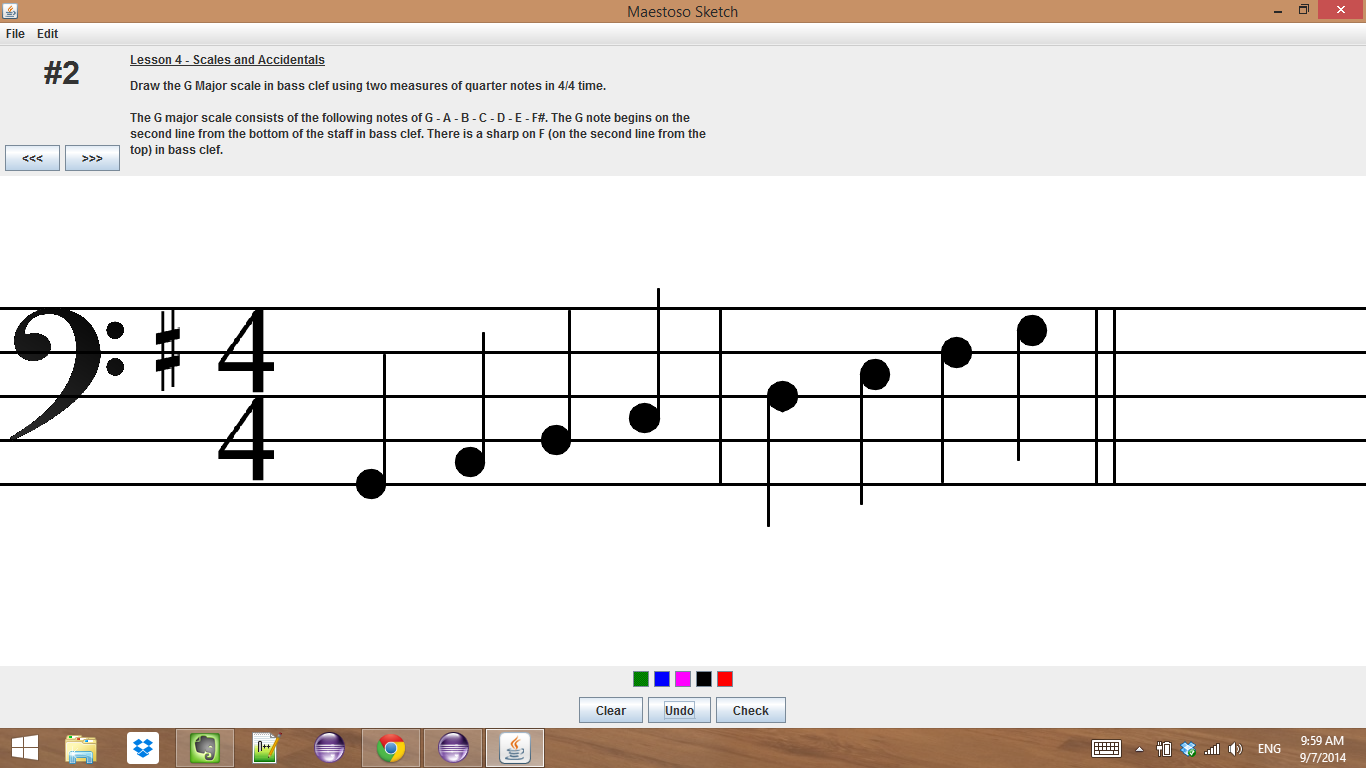 Maestoso Sketch
File Edit
#2
Lesson 4 - Scales and Accidentals
Draw the G Major scale in bass clef using two measures of quarter notes in 4/4 time.
The G major scale consists of the following notes of G - A - B - C - D - E - F#. The G note begins on the
second line from the bottom of the staff in bass clef. There is a sharp on F (on the second line from the
top) in bass clef.
<<< >>>
4
4
Clear Undo Check
N++
ENG
9:59 AM
9/7/2014